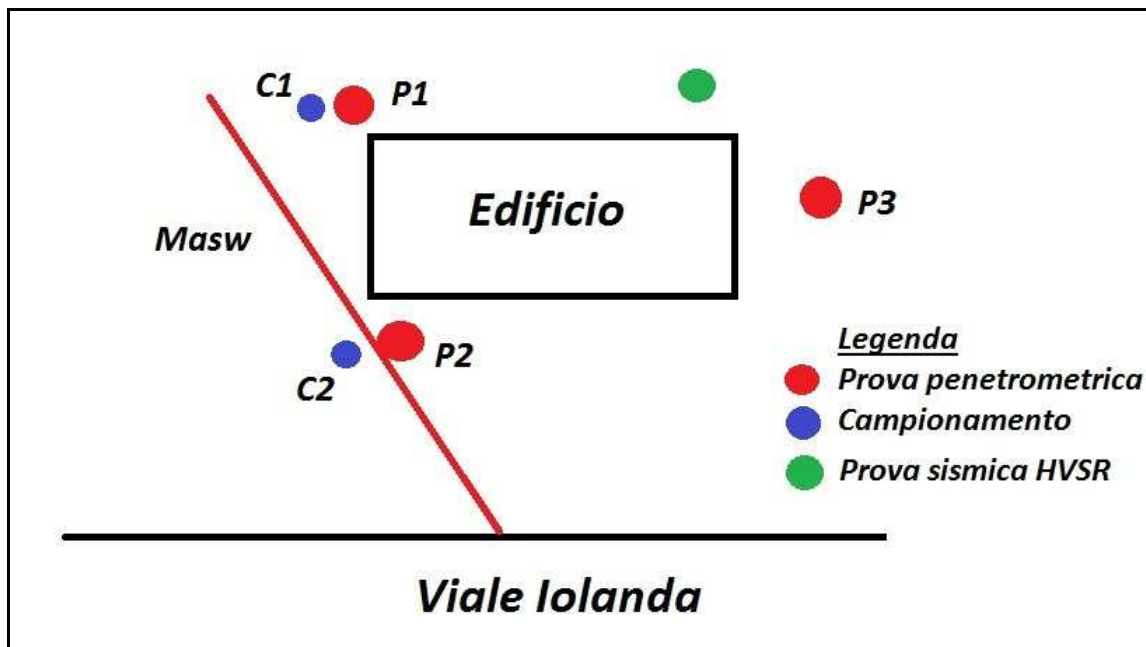 C1
P1
Edificio
P3
Masw
P2
C2
Legenda
Prova penetrometrica
Campionamento
Prova sismica HVSR
Viale Iolanda